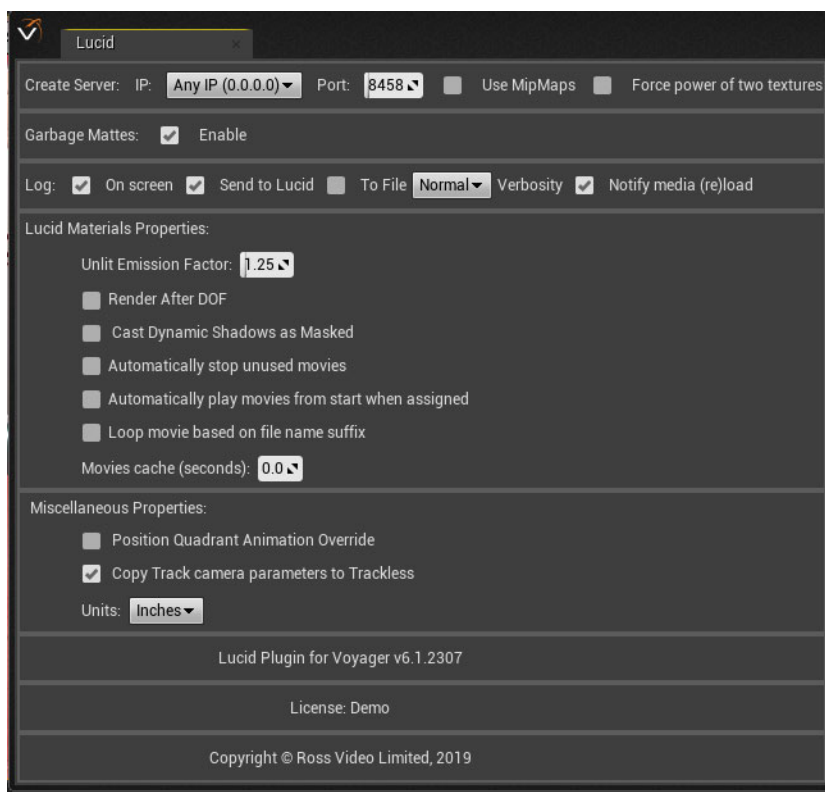 Lucid
Create Server: IP: Any IP (0.0.0.0) Port: 8458 Use MipMaps Force power of two textures
Garbage Mattes: Enable
Log: On screen Send to Lucid To File Normal Verbosity Notify media (re)load
Lucid Materials Properties:
Unlit Emission Factor: 1.25
Render After DOF
Cast Dynamic Shadows as Masked
Automatically stop unused movies
Automatically play movies from start when assigned
Loop movie based on file name suffix
Movies cache (seconds): 0.0
Miscellaneous Properties:
Position Quadrant Animation Override
Copy Track camera parameters to Trackless
Units: Inches
Lucid Plugin for Voyager v6.1.2307
License: Demo
Copyright © Ross Video Limited, 2019